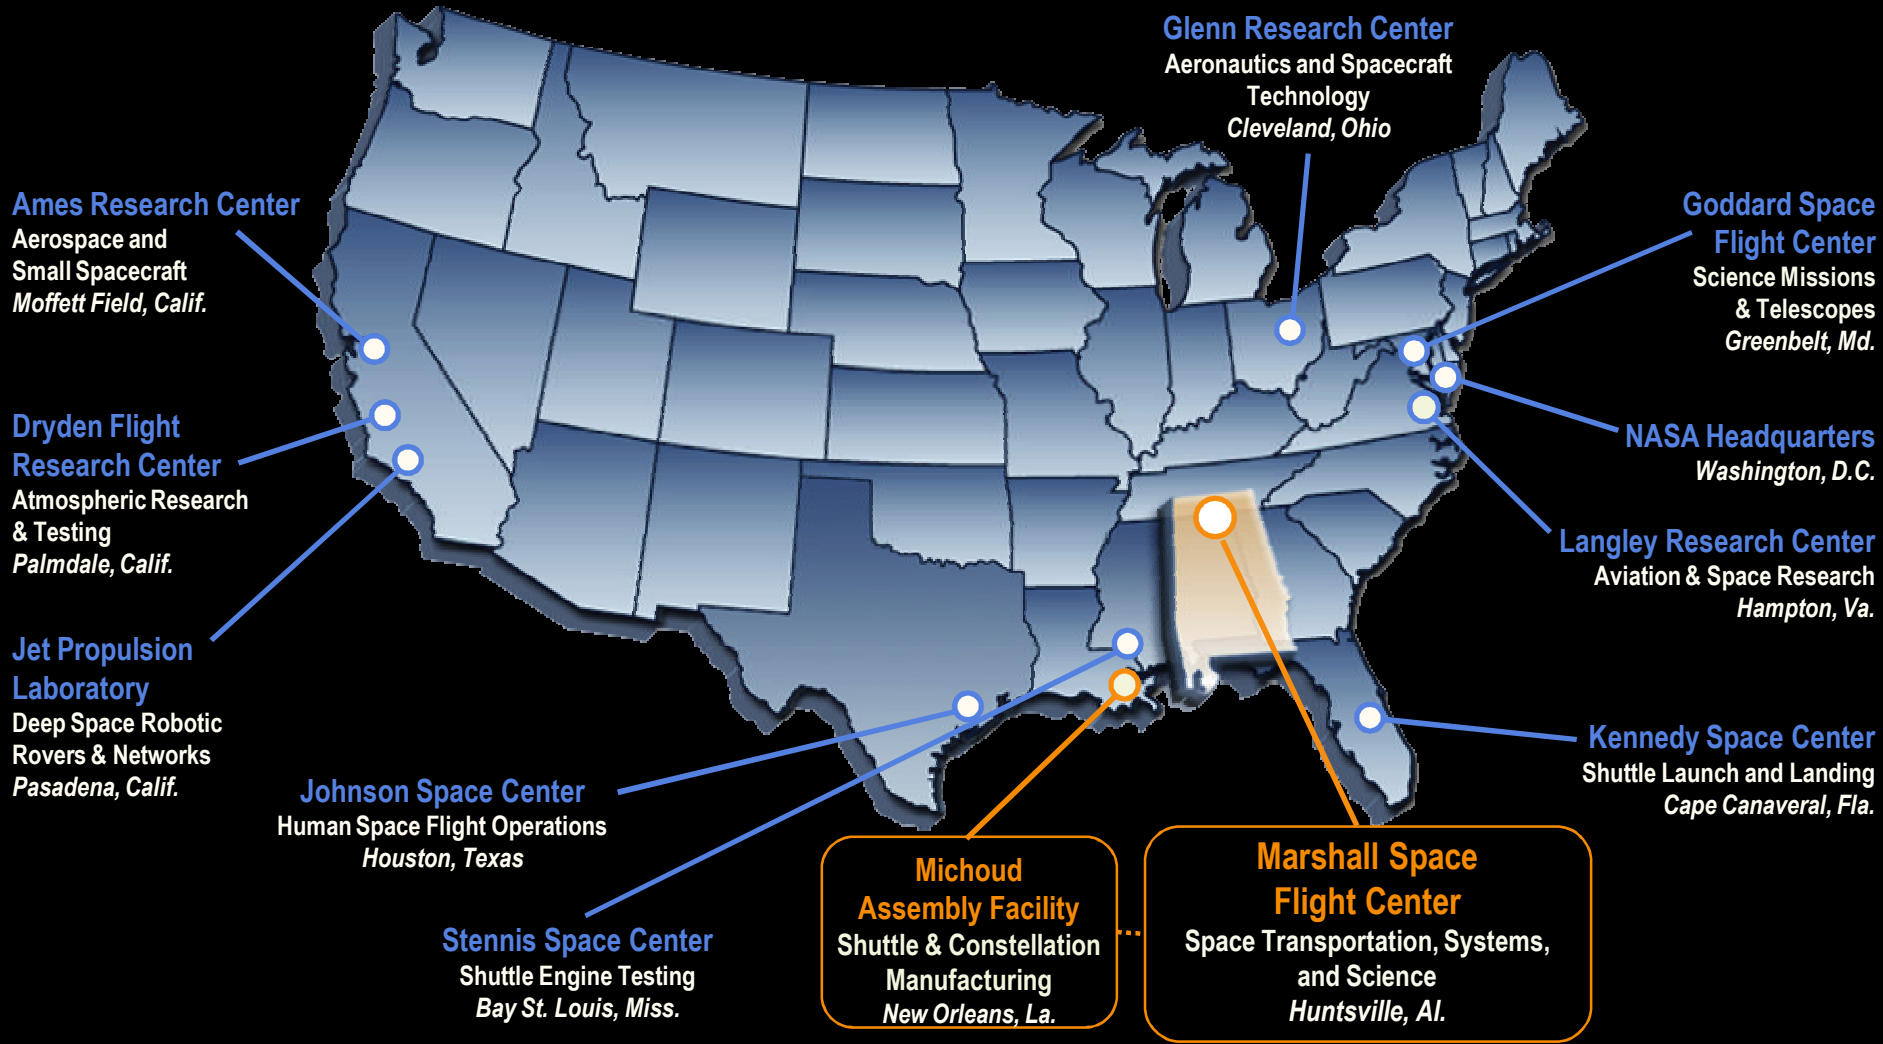 Glenn Research Center
Aeronautics and Spacecraft
Technology
Cleveland, Ohio
Ames Research Center
Aerospace and
Small Spacecraft
Moffett Field, Calif.
Goddard Space
Flight Center
Science Missions
& Telescopes
Greenbelt, Md.
Dryden Flight
Research Center
Atmospheric Research
& Testing
Palmdale, Calif.
NASA Headquarters
Washington, D.C.
Langley Research Center
Aviation & Space Research
Hampton, Va.
Jet Propulsion
Laboratory
Deep Space Robotic
Rovers & Networks
Pasadena, Calif.
Kennedy Space Center
Shuttle Launch and Landing
Cape Canaveral, Fla.
Johnson Space Center
Human Space Flight Operations
Houston, Texas
Stennis Space Center
Shuttle Engine Testing
Bay St. Louis, Miss.
Michoud
Assembly Facility
Shuttle & Constellation
Manufacturing
New Orleans, La.
Marshall Space
Flight Center
Space Transportation, Systems,
and Science
Huntsville, Al.